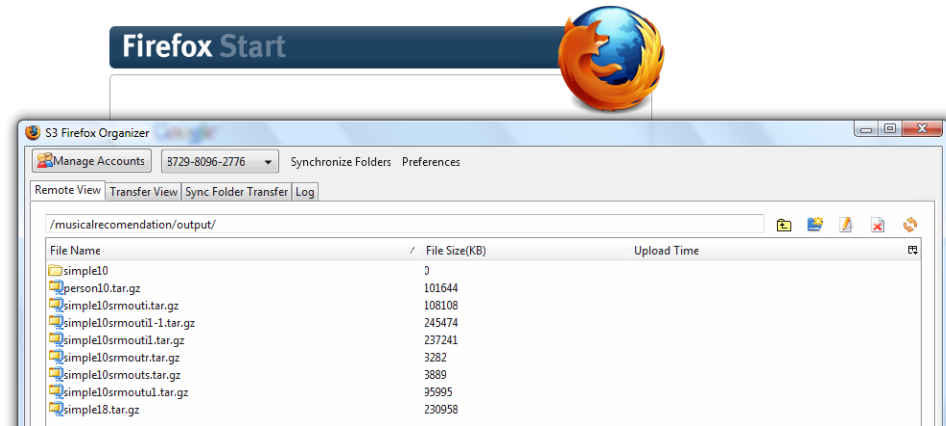 Firefox Start
S3 Firefox Organizer
Manage Accounts 8729-8096-2776 Synchronize Folders Preferences
Remote View Transfer View Sync Folder Transfer Log
/musicalrecomendation/output/
File Name File Size(KB) Upload Time
simple10 0
person10.tar.gz 101644
simple10srmouti.tar.gz 108108
simple10srmouti1-1.tar.gz 245474
simple10srmouti1.tar.gz 237241
simple10srmoutr.tar.gz 3282
simple10srmouts.tar.gz 3889
simple10srmoutu1.tar.gz 95995
simple18.tar.gz 230958